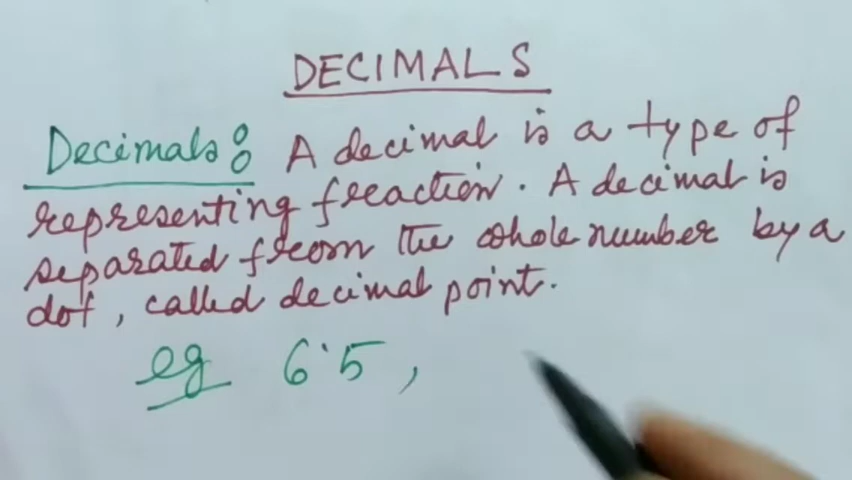 DECIMALS
Decimals: A decimal is a type of
representing freaction. A decimal is
separated from the whole number by a
dot, called decimal point.
eg 6·5,